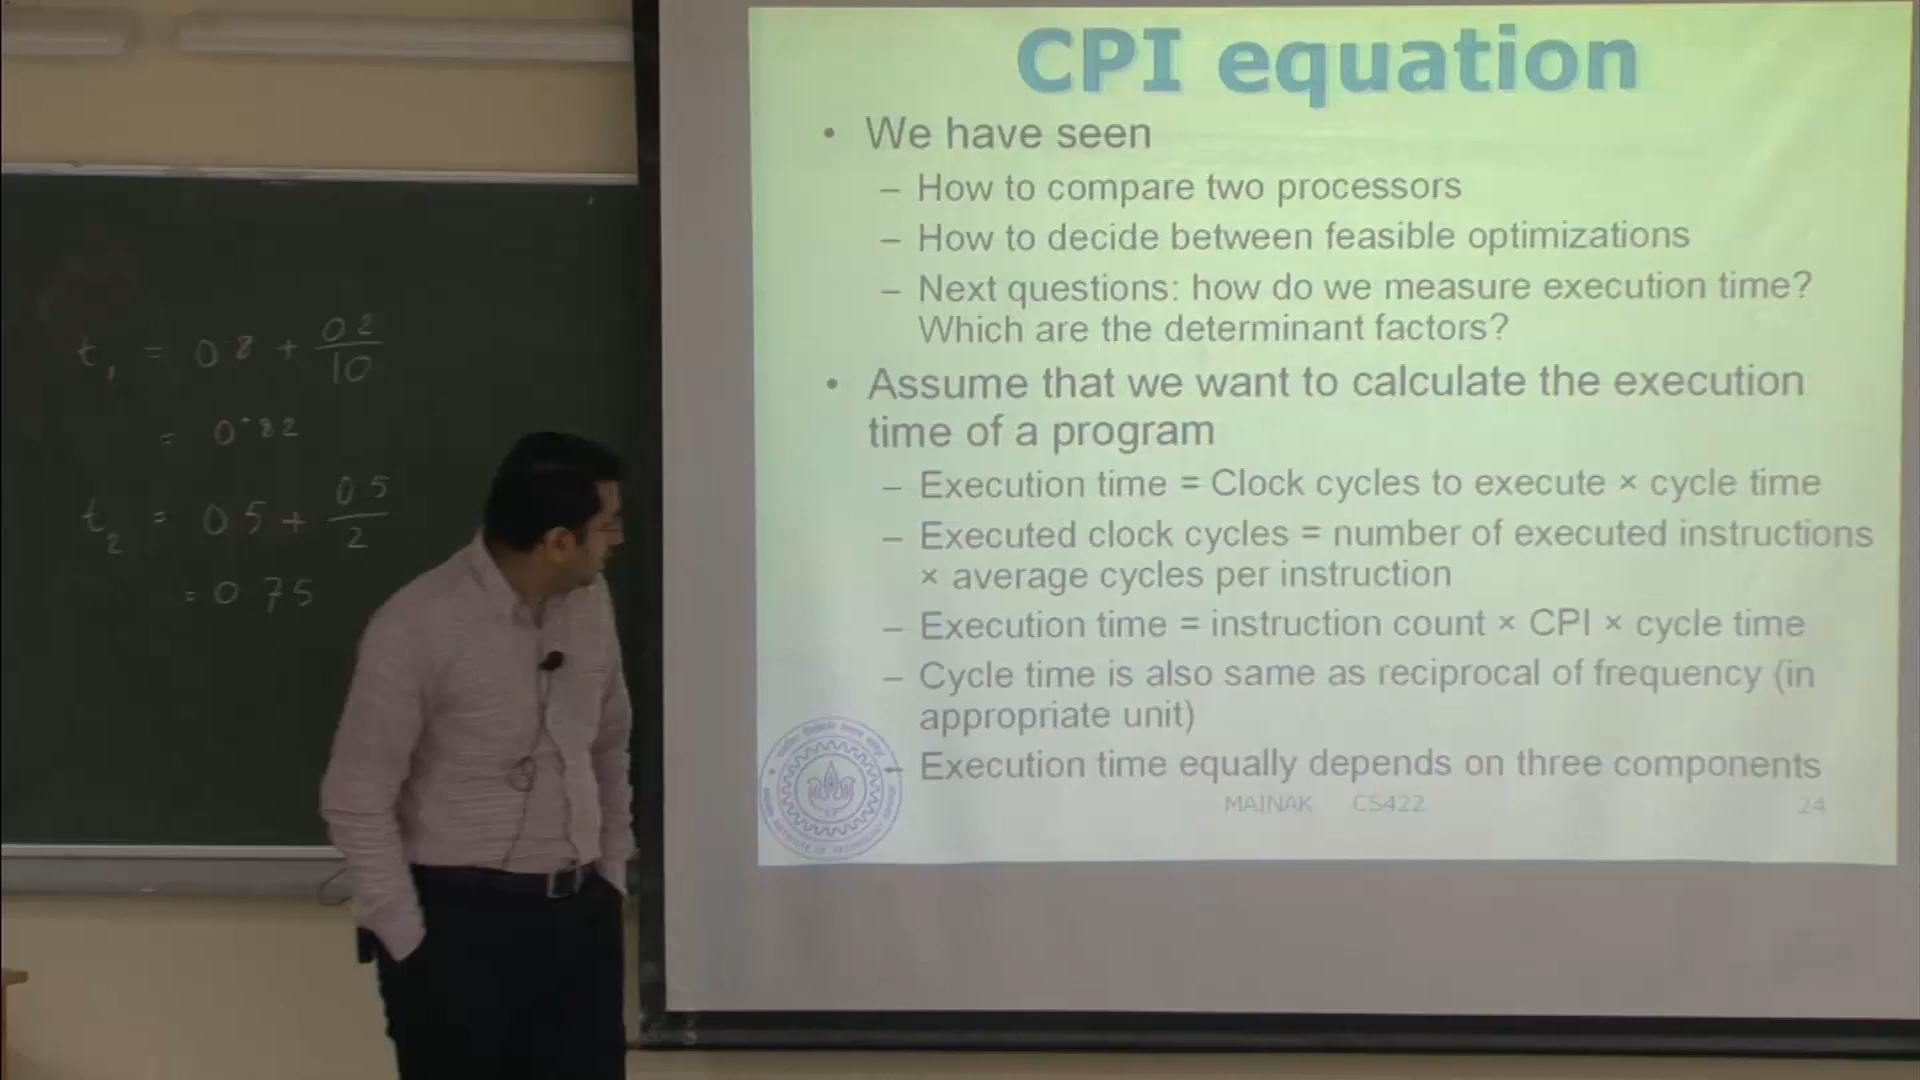 CPI equation
• We have seen
– How to compare two processors
– How to decide between feasible optimizations
– Next questions: how do we measure execution time?
Which are the determinant factors?
• Assume that we want to calculate the execution
time of a program
– Execution time = Clock cycles to execute × cycle time
– Executed clock cycles = number of executed instructions
× average cycles per instruction
– Execution time = instruction count × CPI × cycle time
– Cycle time is also same as reciprocal of frequency (in
appropriate unit)
– Execution time equally depends on three components
MAINAK CS422 24
t₁ = 0.8 + 0.2/10
= 0.82
t₂ = 0.5 + 0.5/2
= 0.75